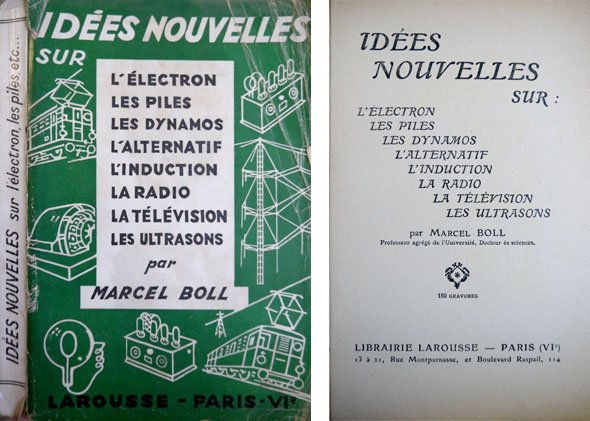 IDÉES NOUVELLES sur l'électron, les piles, etc...
IDÉES NOUVELLES
SUR
L'ÉLECTRON
LES PILES
LES DYNAMOS
L'ALTERNATIF
L'INDUCTION
LA RADIO
LA TÉLÉVISION
LES ULTRASONS
par
MARCEL BOLL
LAROUSSE - PARIS-VIe
IDÉES
NOUVELLES
SUR :
L'ÉLECTRON
LES PILES
LES DYNAMOS
L'ALTERNATIF
L'INDUCTION
LA RADIO
LA TÉLÉVISION
LES ULTRASONS
par MARCEL BOLL
Professeur agrégé de l'Université, Docteur ès sciences.
180 GRAVURES
LIBRAIRIE LAROUSSE — PARIS (VIe)
13 à 21, Rue Montparnasse, et Boulevard Raspail, 114